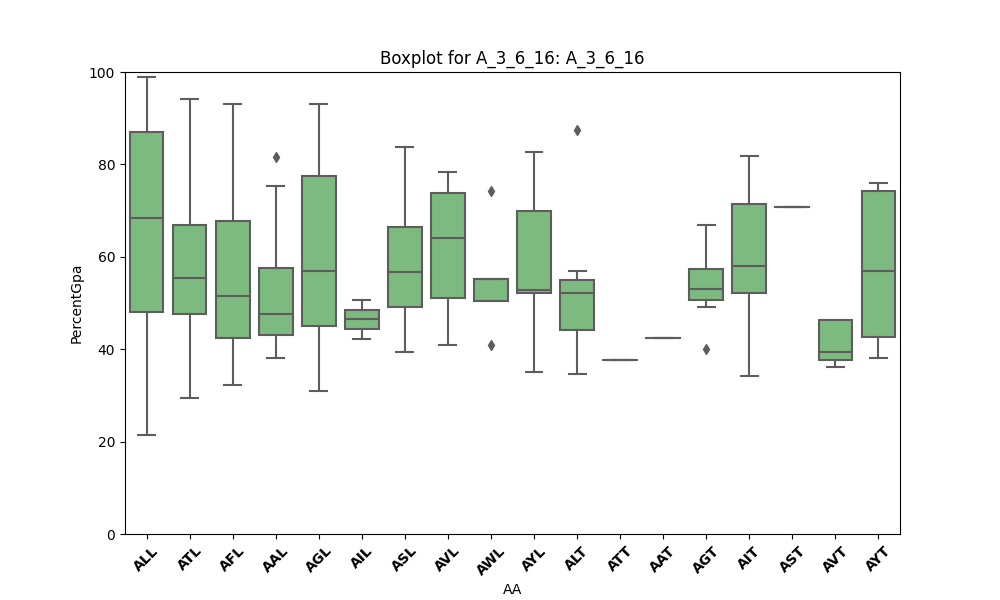 Boxplot for A_3_6_16: A_3_6_16
100
80
60
40
20
0
PercentGpa
ALL ATL AFL AAL AGL AIL ASL AVL AWL AYL ALT ATT AAT AGT AIT AST AVT AYT
AA